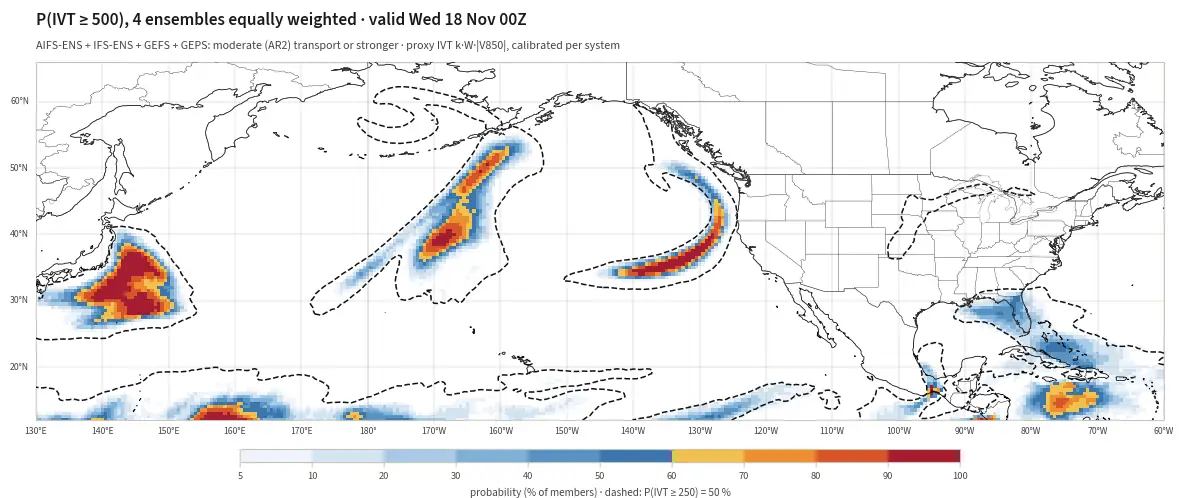 P(IVT ≥ 500), 4 ensembles equally weighted · valid Wed 18 Nov 00Z
AIFS-ENS + IFS-ENS + GEFS + GEPS: moderate (AR2) transport or stronger · proxy IVT k·W·|V850|, calibrated per system
60°N
50°N
40°N
30°N
20°N
130°E 140°E 150°E 160°E 170°E 180° 170°W 160°W 150°W 140°W 130°W 120°W 110°W 100°W 90°W 80°W 70°W 60°W
5 10 20 30 40 50 60 70 80 90 100
probability (% of members) · dashed: P(IVT ≥ 250) = 50 %